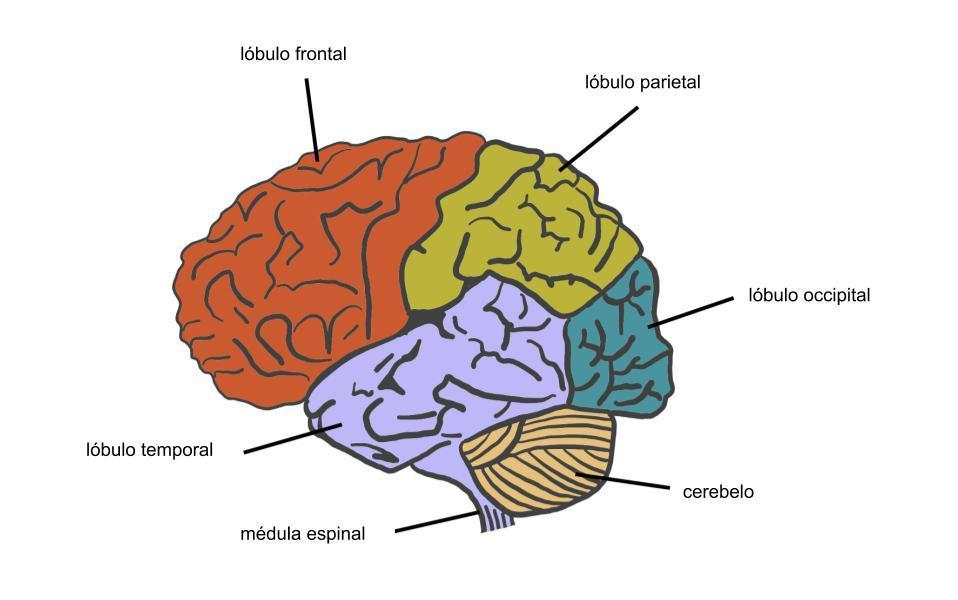 lóbulo frontal
lóbulo parietal
lóbulo occipital
lóbulo temporal
cerebelo
médula espinal